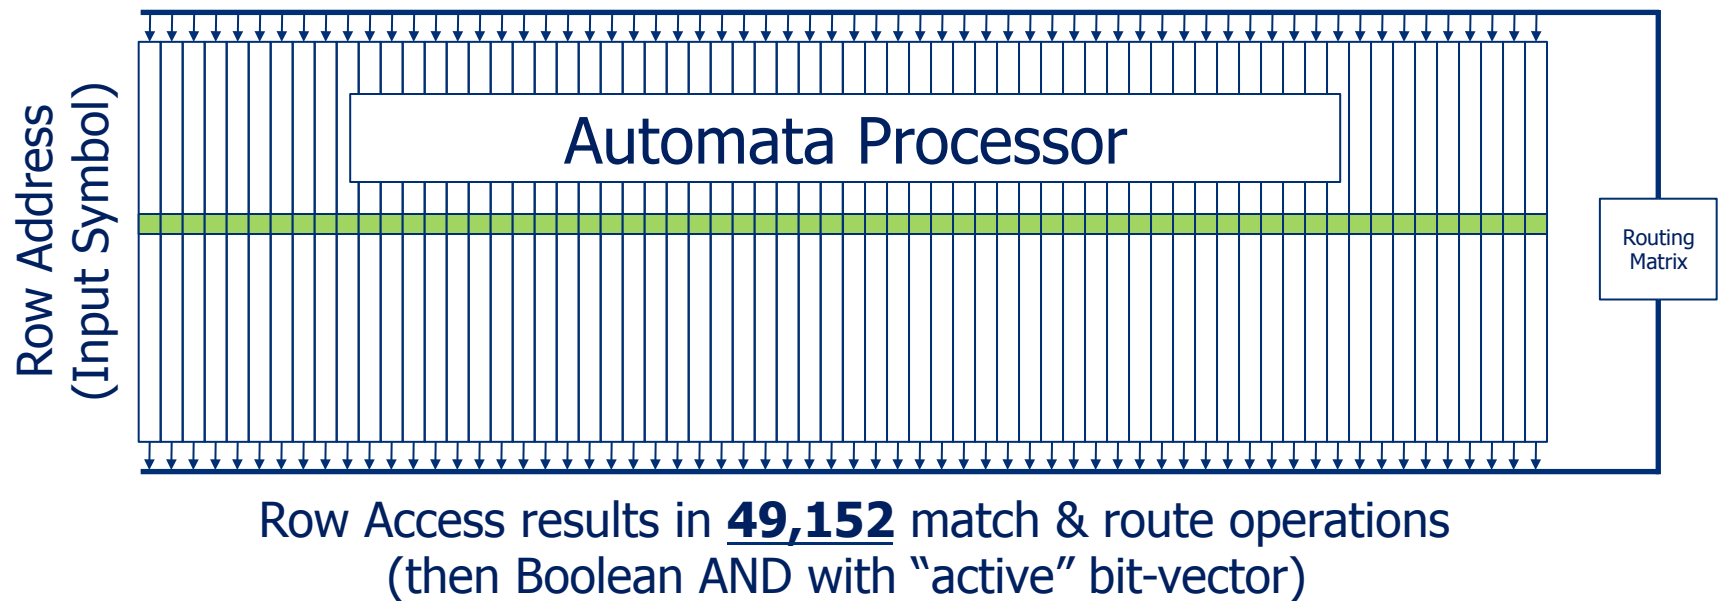 Automata Processor
Row Address
(Input Symbol)
Routing
Matrix
Row Access results in 49,152 match & route operations
(then Boolean AND with “active” bit-vector)